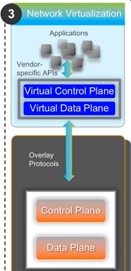 3 Network Virtualization
Applications
Vendor-
specific APIs
Virtual Control Plane
Virtual Data Plane
Overlay
Protocols
Control Plane
Data Plane